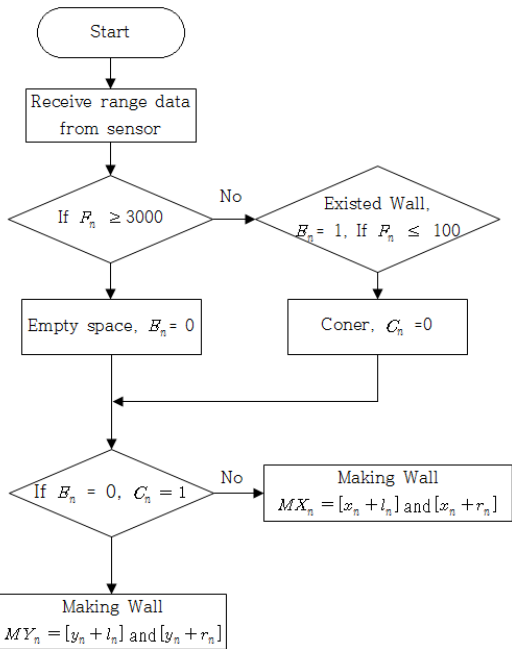 Start
Receive range data
from sensor
If F_n ≥ 3000
No
Existed Wall,
E_n = 1, If F_n ≤ 100
Empty space, E_n = 0
Coner, C_n =0
If E_n = 0, C_n = 1
No
Making Wall
MX_n = [x_n + l_n] and [x_n + r_n]
Making Wall
MY_n = [y_n + l_n] and [y_n + r_n]